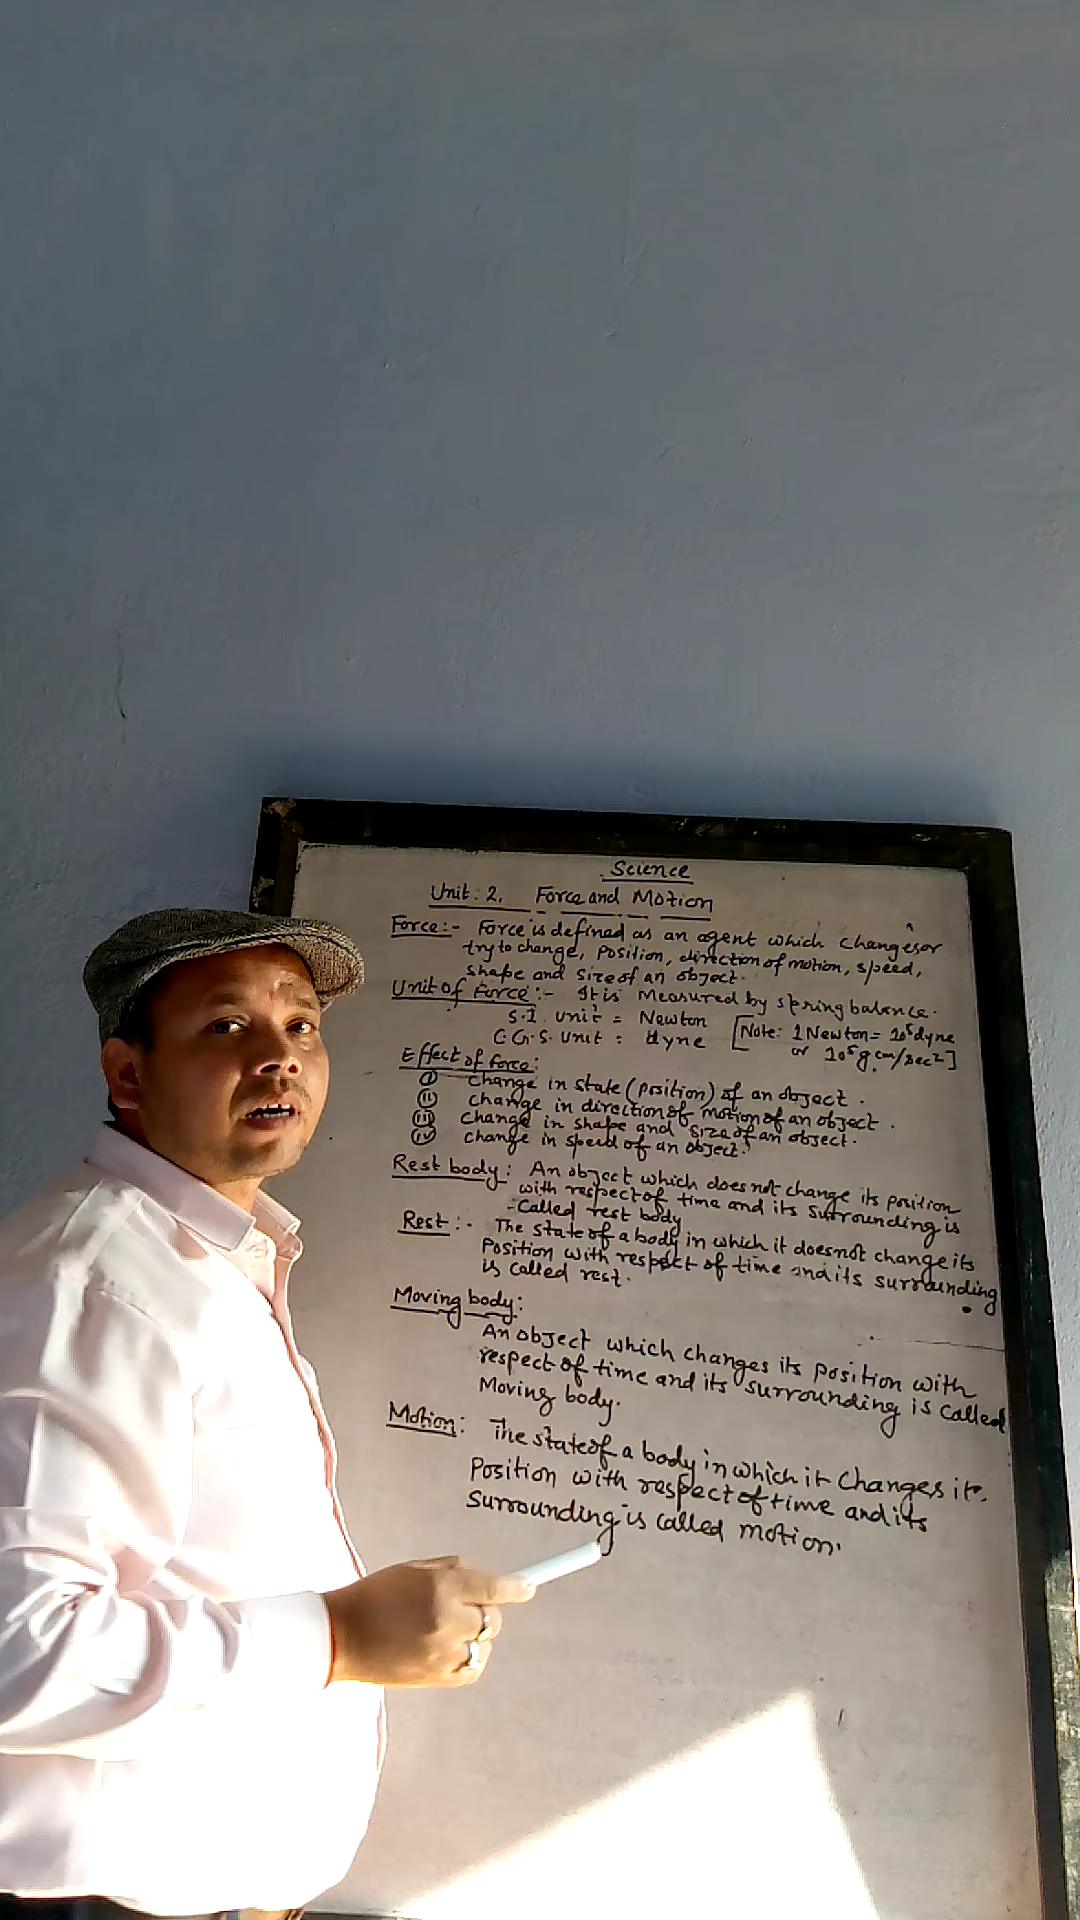 Science
Unit: 2. Force and Motion
Force:- Force is defined as an agent which changes or
try to change, position, direction of motion, speed,
shape and size of an object.
Unit of Force:- It is Measured by spring balance.
S.I. unit = Newton [Note: 1 Newton = 10⁵ dyne
C.G.S. unit = dyne or 10⁵ g cm/sec²]
Effect of force:
(i) change in state (position) of an object.
(ii) change in direction of motion of an object.
(iii) change in shape and size of an object.
(iv) change in speed of an object.
Rest body: An object which does not change its position
with respect of time and its surrounding is
called rest body
Rest:- The state of a body in which it does not change its
Position with respect of time and its surrounding
is called rest.
Moving body:
An object which changes its position with
respect of time and its surrounding is called
Moving body.
Motion: The state of a body in which it changes it.
Position with respect of time and its
surrounding is called motion.